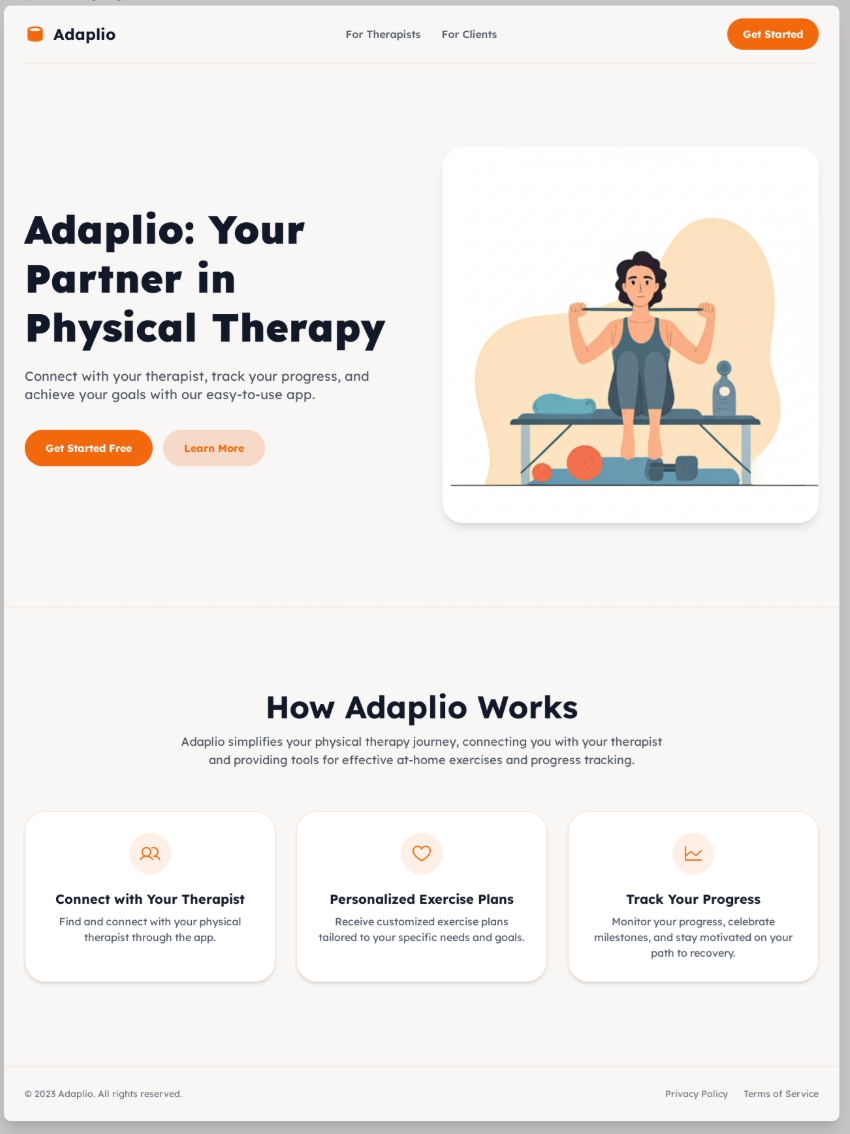 Adaplio
For Therapists
For Clients
Get Started
Adaplio: Your
Partner in
Physical Therapy
Connect with your therapist, track your progress, and
achieve your goals with our easy-to-use app.
Get Started Free
Learn More
How Adaplio Works
Adaplio simplifies your physical therapy journey, connecting you with your therapist
and providing tools for effective at-home exercises and progress tracking.
Connect with Your Therapist
Find and connect with your physical
therapist through the app.
Personalized Exercise Plans
Receive customized exercise plans
tailored to your specific needs and goals.
Track Your Progress
Monitor your progress, celebrate
milestones, and stay motivated on your
path to recovery.
© 2023 Adaplio. All rights reserved.
Privacy Policy
Terms of Service